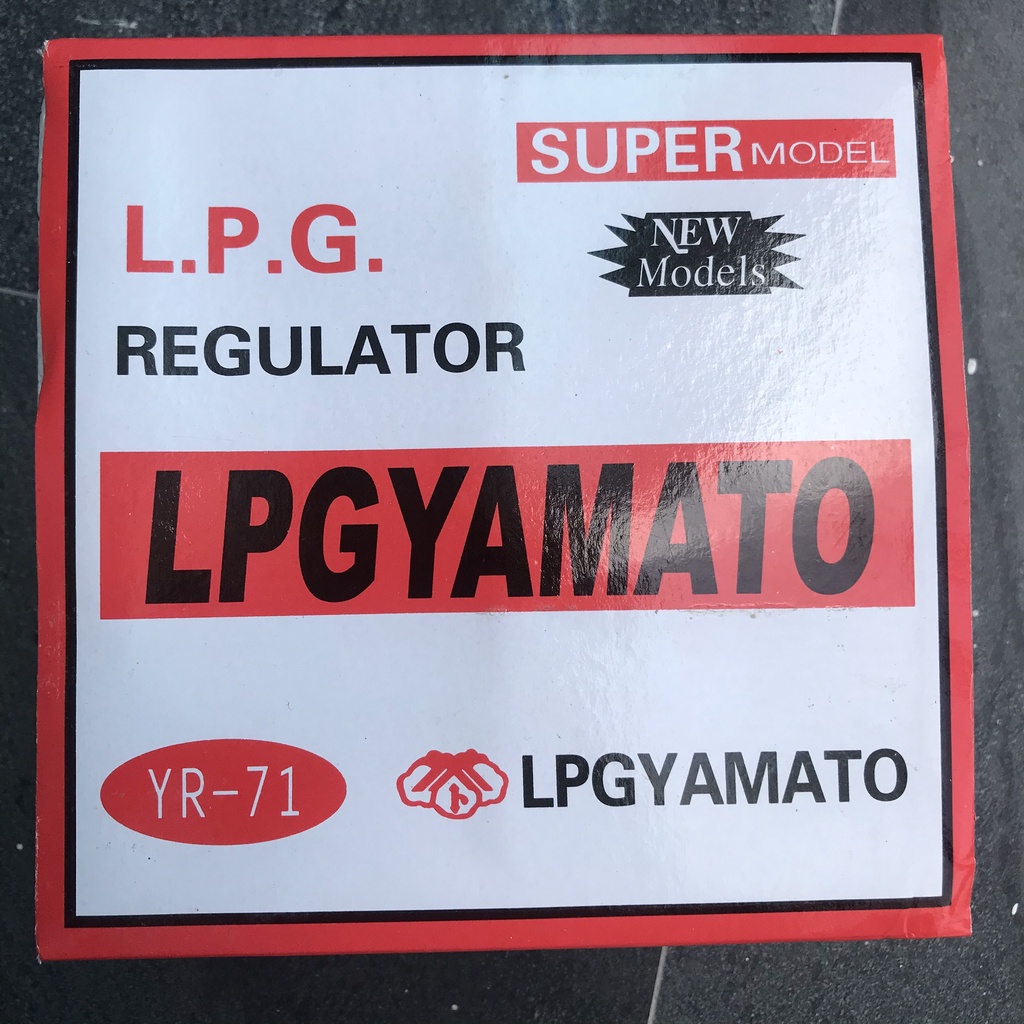 SUPER MODEL
NEW
Models
L.P.G.
REGULATOR
LPGYAMATO
YR-71
LPGYAMATO